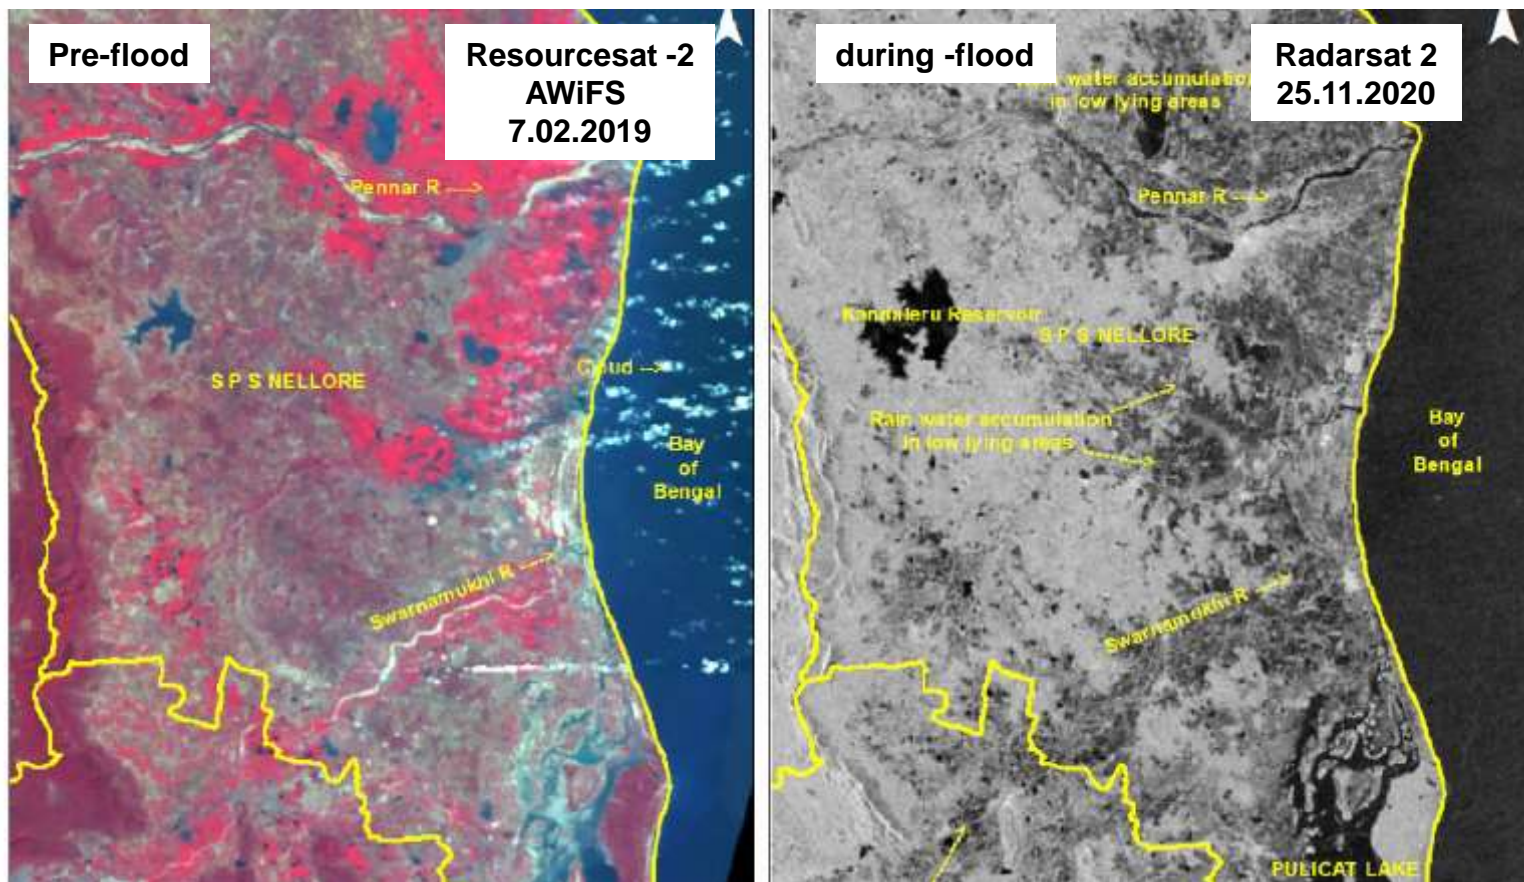 Pre-flood
Resourcesat -2
AWiFS
7.02.2019
Pennar R
Cloud
S P S NELLORE
Bay
of
Bengal
Swarnamukhi R
during -flood
Radarsat 2
25.11.2020
water accumulation
in low lying areas
Pennar R
Kandaleru Reservoir
S P S NELLORE
Rain water accumulation
in low lying areas
Bay
of
Bengal
Swarnamukhi R
PULICAT LAKE